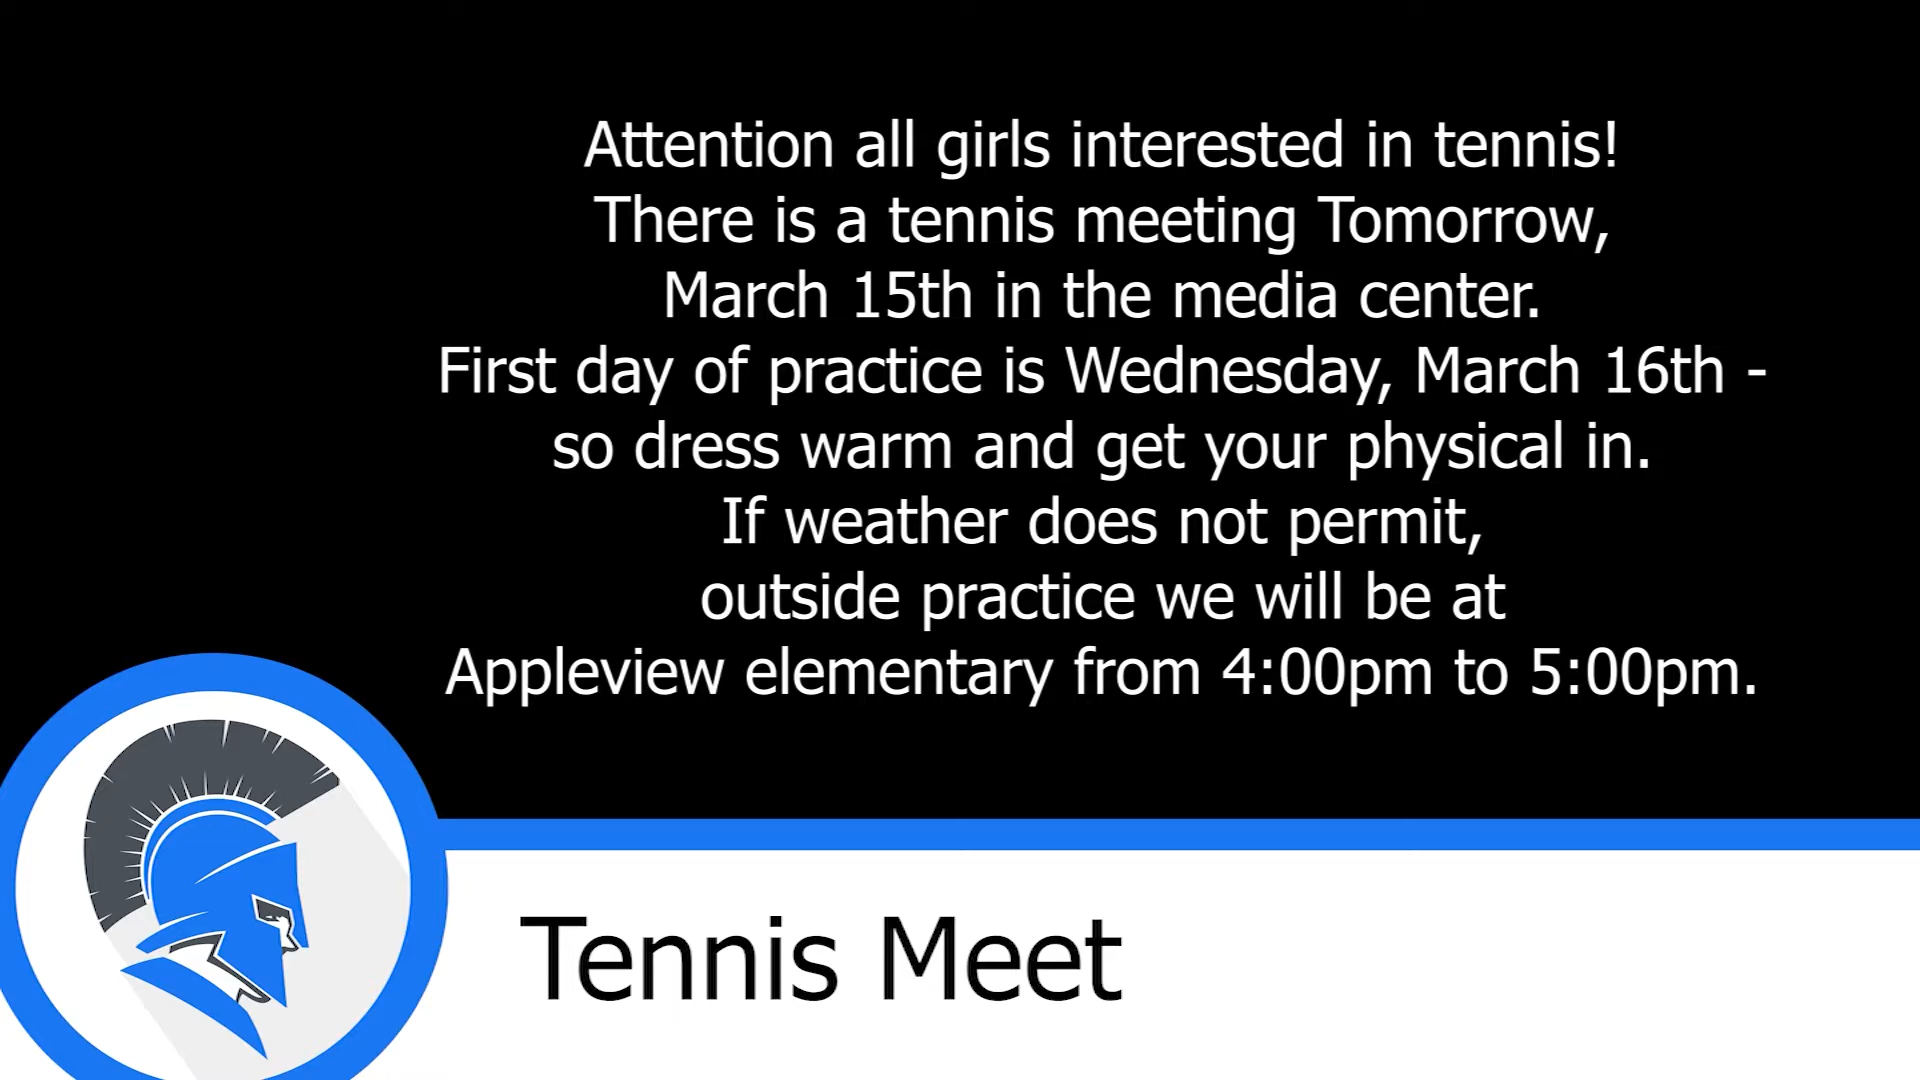 Attention all girls interested in tennis!
There is a tennis meeting Tomorrow,
March 15th in the media center.
First day of practice is Wednesday, March 16th -
so dress warm and get your physical in.
If weather does not permit,
outside practice we will be at
Appleview elementary from 4:00pm to 5:00pm.
Tennis Meet